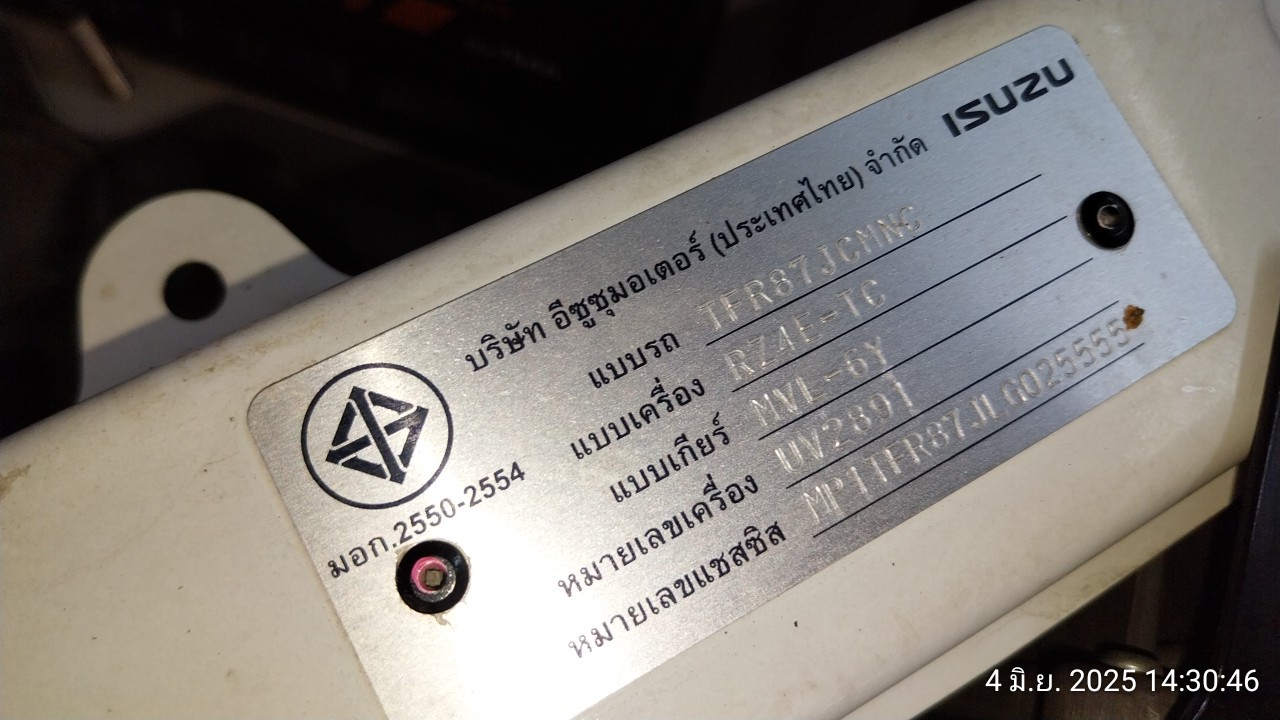 ISUZU
บริษัท อีซูซุมอเตอร์ (ประเทศไทย) จำกัด
แบบรถ TFR87JCMNC
แบบเครื่อง RZ4E-TC
แบบเกียร์ MVL-6Y
หมายเลขเครื่อง UV2891
หมายเลขแชสซิส MP1TFR87JLG025555
มอก.2550-2554
4 มิ.ย. 2025 14:30:46